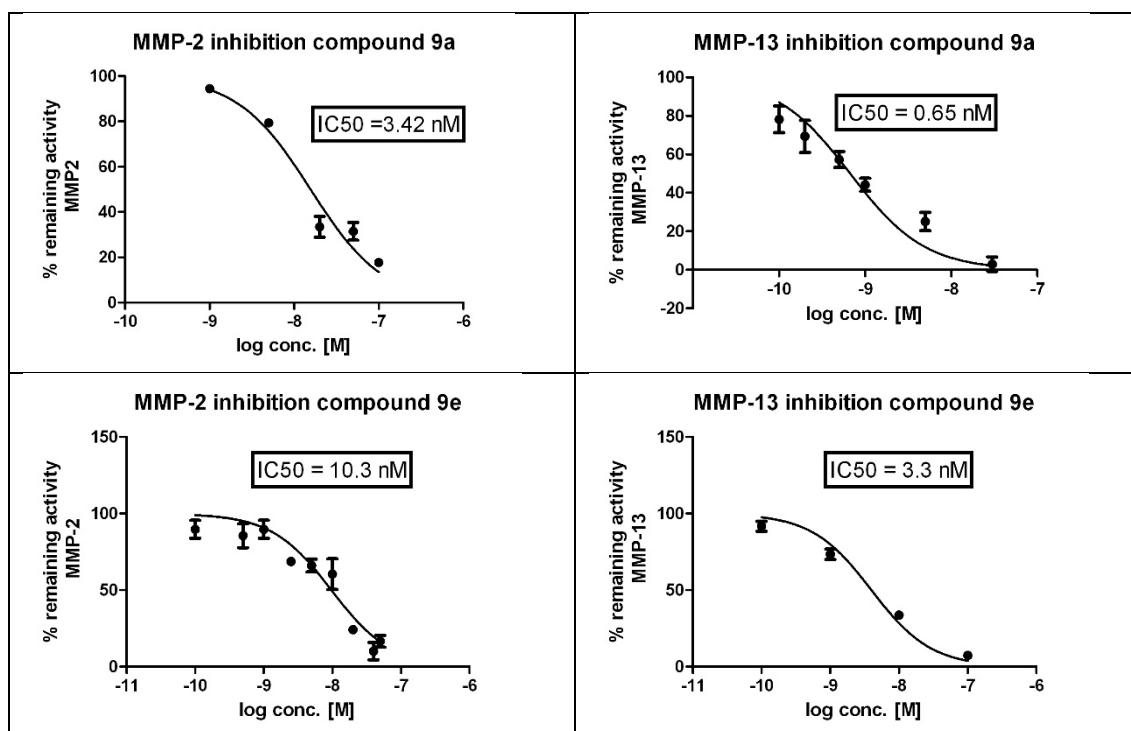 MMP-2 inhibition compound 9a
% remaining activity
MMP2
100
80
60
40
20
0
IC50 =3.42 nM
-10 -9 -8 -7 -6
log conc. [M]
MMP-13 inhibition compound 9a
% remaining activity
MMP-13
100
80
60
40
20
0
-20
IC50 = 0.65 nM
-10 -9 -8 -7
log conc. [M]
MMP-2 inhibition compound 9e
% remaining activity
MMP-2
150
100
50
0
IC50 = 10.3 nM
-11 -10 -9 -8 -7 -6
log conc. [M]
MMP-13 inhibition compound 9e
% remaining activity
MMP-13
150
100
50
0
IC50 = 3.3 nM
-11 -10 -9 -8 -7 -6
log conc. [M]